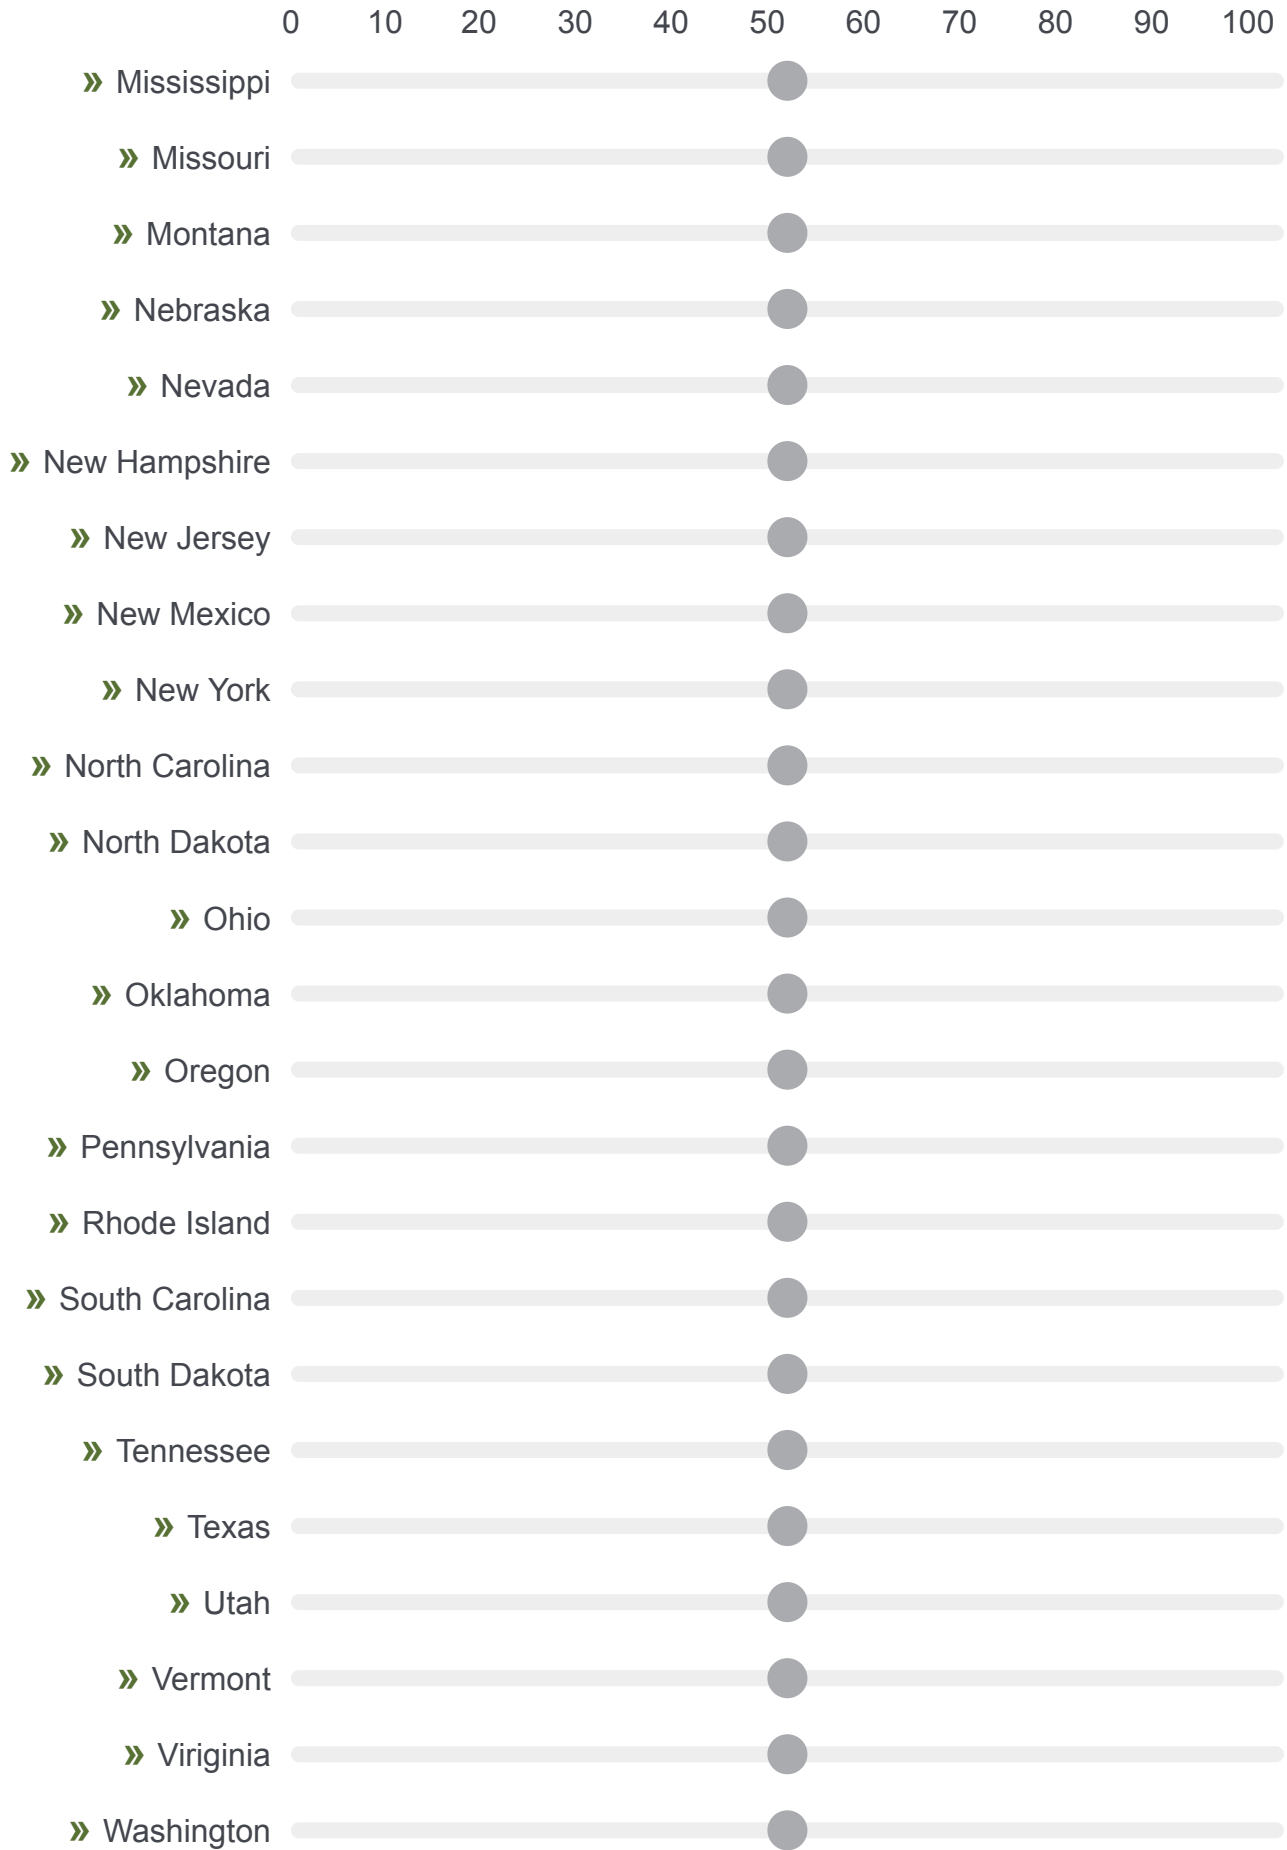 0 10 20 30 40 50 60 70 80 90 100
» Mississippi
» Missouri
» Montana
» Nebraska
» Nevada
» New Hampshire
» New Jersey
» New Mexico
» New York
» North Carolina
» North Dakota
» Ohio
» Oklahoma
» Oregon
» Pennsylvania
» Rhode Island
» South Carolina
» South Dakota
» Tennessee
» Texas
» Utah
» Vermont
» Viriginia
» Washington